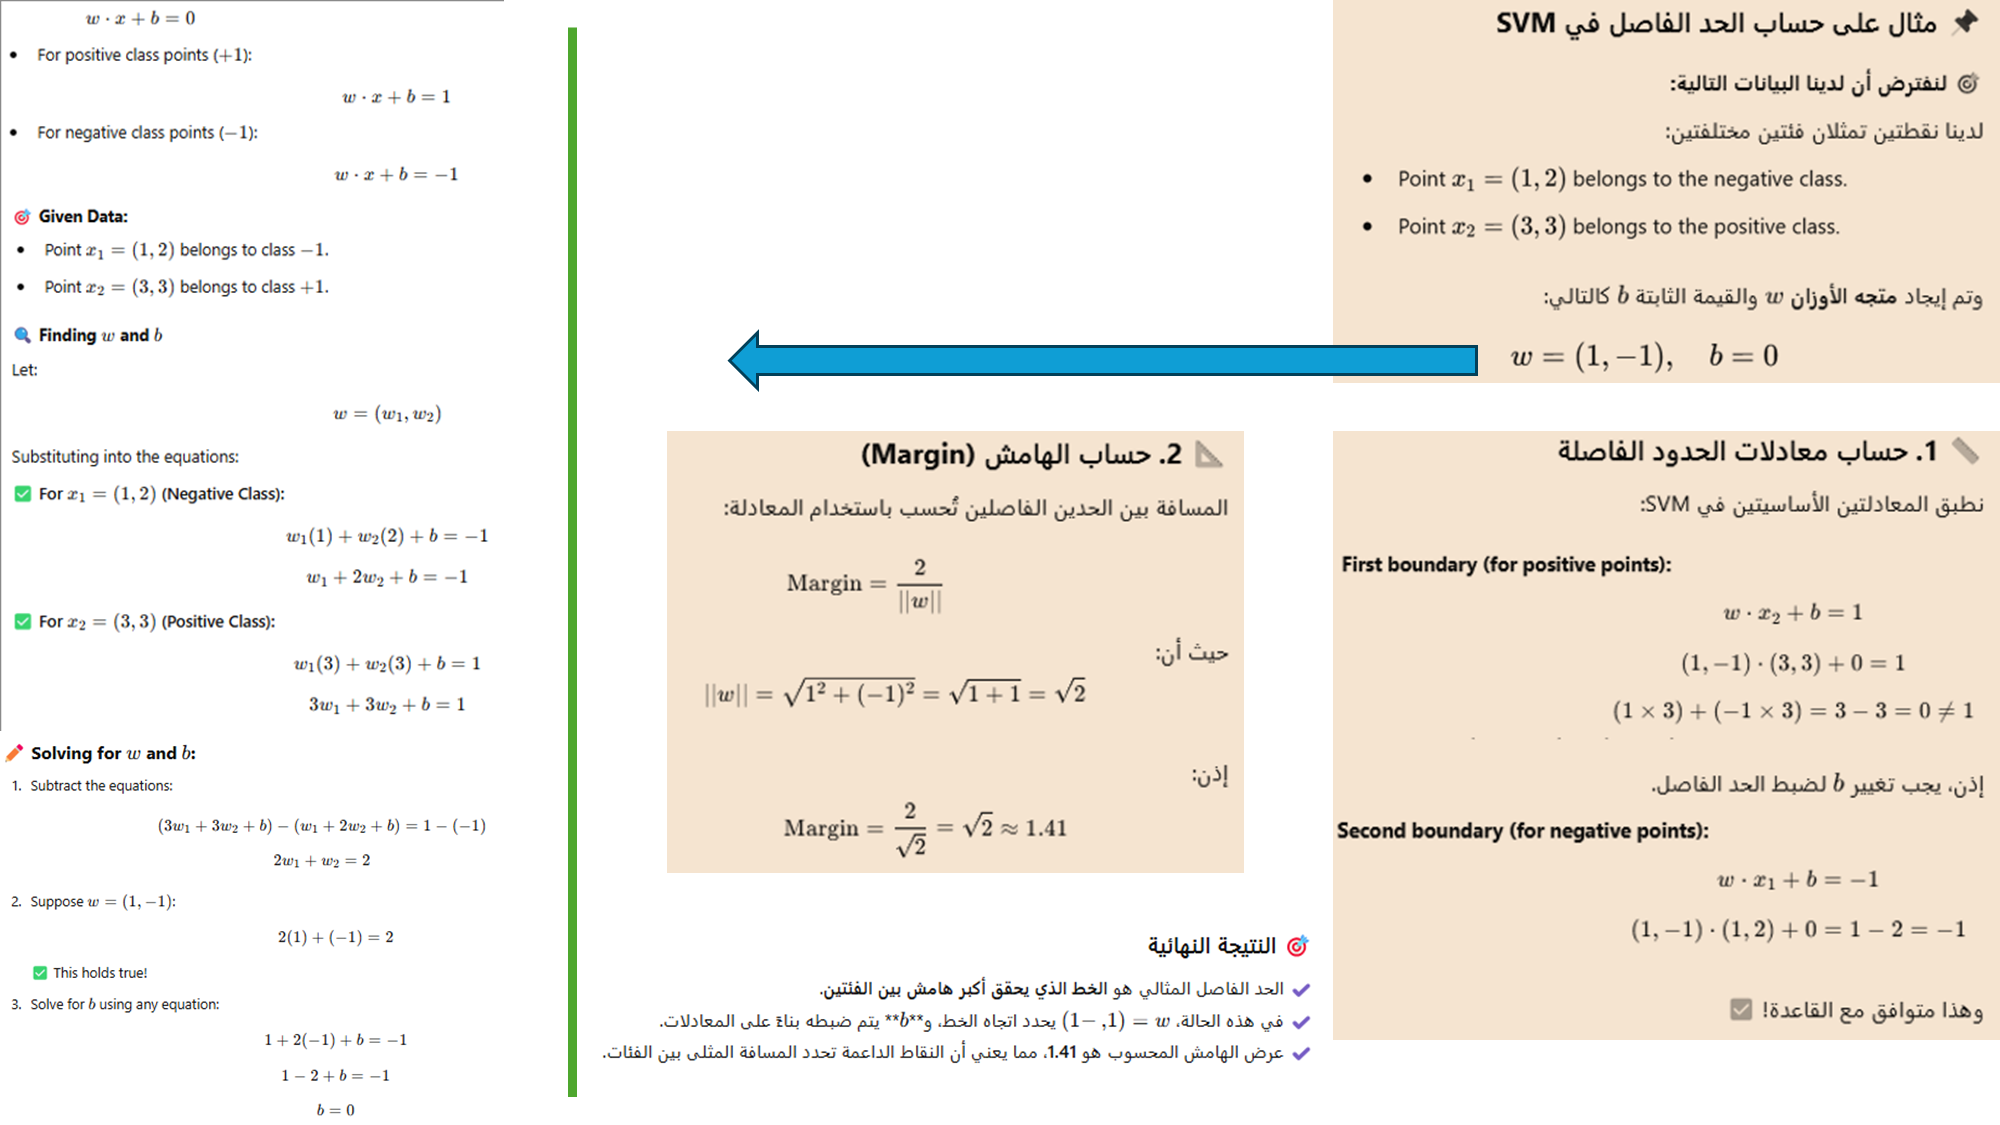 📌 مثال على حساب الحد الفاصل في SVM
🎯 لنفترض أن لدينا البيانات التالية:
لدينا نقطتين تمثلان فئتين مختلفتين:
• Point x₁ = (1, 2) belongs to the negative class.
• Point x₂ = (3, 3) belongs to the positive class.
وتم إيجاد متجه الأوزان w والقيمة الثابتة b كالتالي:
w = (1, −1), b = 0
📏 1. حساب معادلات الحدود الفاصلة
نطبق المعادلتين الأساسيتين في SVM:
First boundary (for positive points):
w · x₂ + b = 1
(1, −1) · (3, 3) + 0 = 1
(1 × 3) + (−1 × 3) = 3 − 3 = 0 ≠ 1
إذن، يجب تغيير b لضبط الحد الفاصل.
Second boundary (for negative points):
w · x₁ + b = −1
(1, −1) · (1, 2) + 0 = 1 − 2 = −1
وهذا متوافق مع القاعدة! ✅
📐 2. حساب الهامش (Margin)
المسافة بين الحدين الفاصلين تُحسب باستخدام المعادلة:
Margin = 2 / ||w||
حيث أن:
||w|| = √(1² + (−1)²) = √(1 + 1) = √2
إذن:
Margin = 2 / √2 = √2 ≈ 1.41
🎯 النتيجة النهائية
✔ الحد الفاصل المثالي هو الخط الذي يحقق أكبر هامش بين الفئتين.
✔ في هذه الحالة، w = (1, −1) يحدد اتجاه الخط، و**b** يتم ضبطه بناءً على المعادلات.
✔ عرض الهامش المحسوب هو 1.41، مما يعني أن النقاط الداعمة تحدد المسافة المثلى بين الفئات.
w · x + b = 0
• For positive class points (+1):
w · x + b = 1
• For negative class points (−1):
w · x + b = −1
🎯 Given Data:
• Point x₁ = (1, 2) belongs to class −1.
• Point x₂ = (3, 3) belongs to class +1.
🔍 Finding w and b
Let:
w = (w₁, w₂)
Substituting into the equations:
✅ For x₁ = (1, 2) (Negative Class):
w₁(1) + w₂(2) + b = −1
w₁ + 2w₂ + b = −1
✅ For x₂ = (3, 3) (Positive Class):
w₁(3) + w₂(3) + b = 1
3w₁ + 3w₂ + b = 1
✏️ Solving for w and b:
1. Subtract the equations:
(3w₁ + 3w₂ + b) − (w₁ + 2w₂ + b) = 1 − (−1)
2w₁ + w₂ = 2
2. Suppose w = (1, −1):
2(1) + (−1) = 2
✅ This holds true!
3. Solve for b using any equation:
1 + 2(−1) + b = −1
1 − 2 + b = −1
b = 0